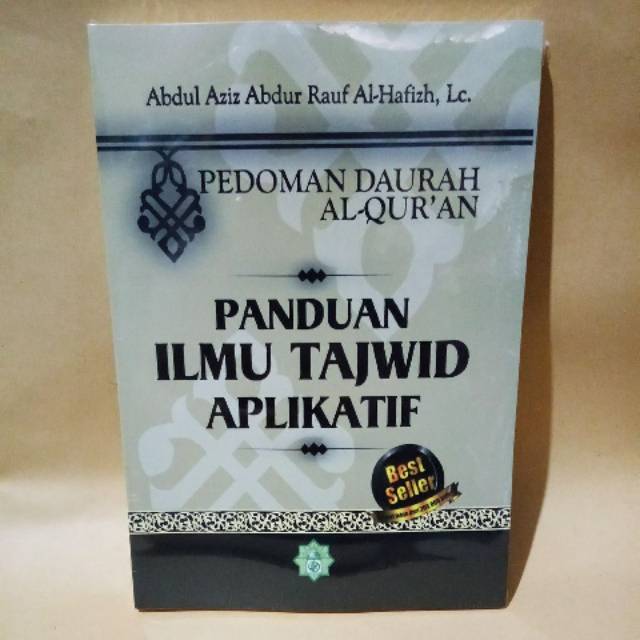 Abdul Aziz Abdur Rauf Al-Hafizh, Lc.
PEDOMAN DAURAH
AL-QUR'AN
PANDUAN
ILMU TAJWID
APLIKATIF
Best
Seller